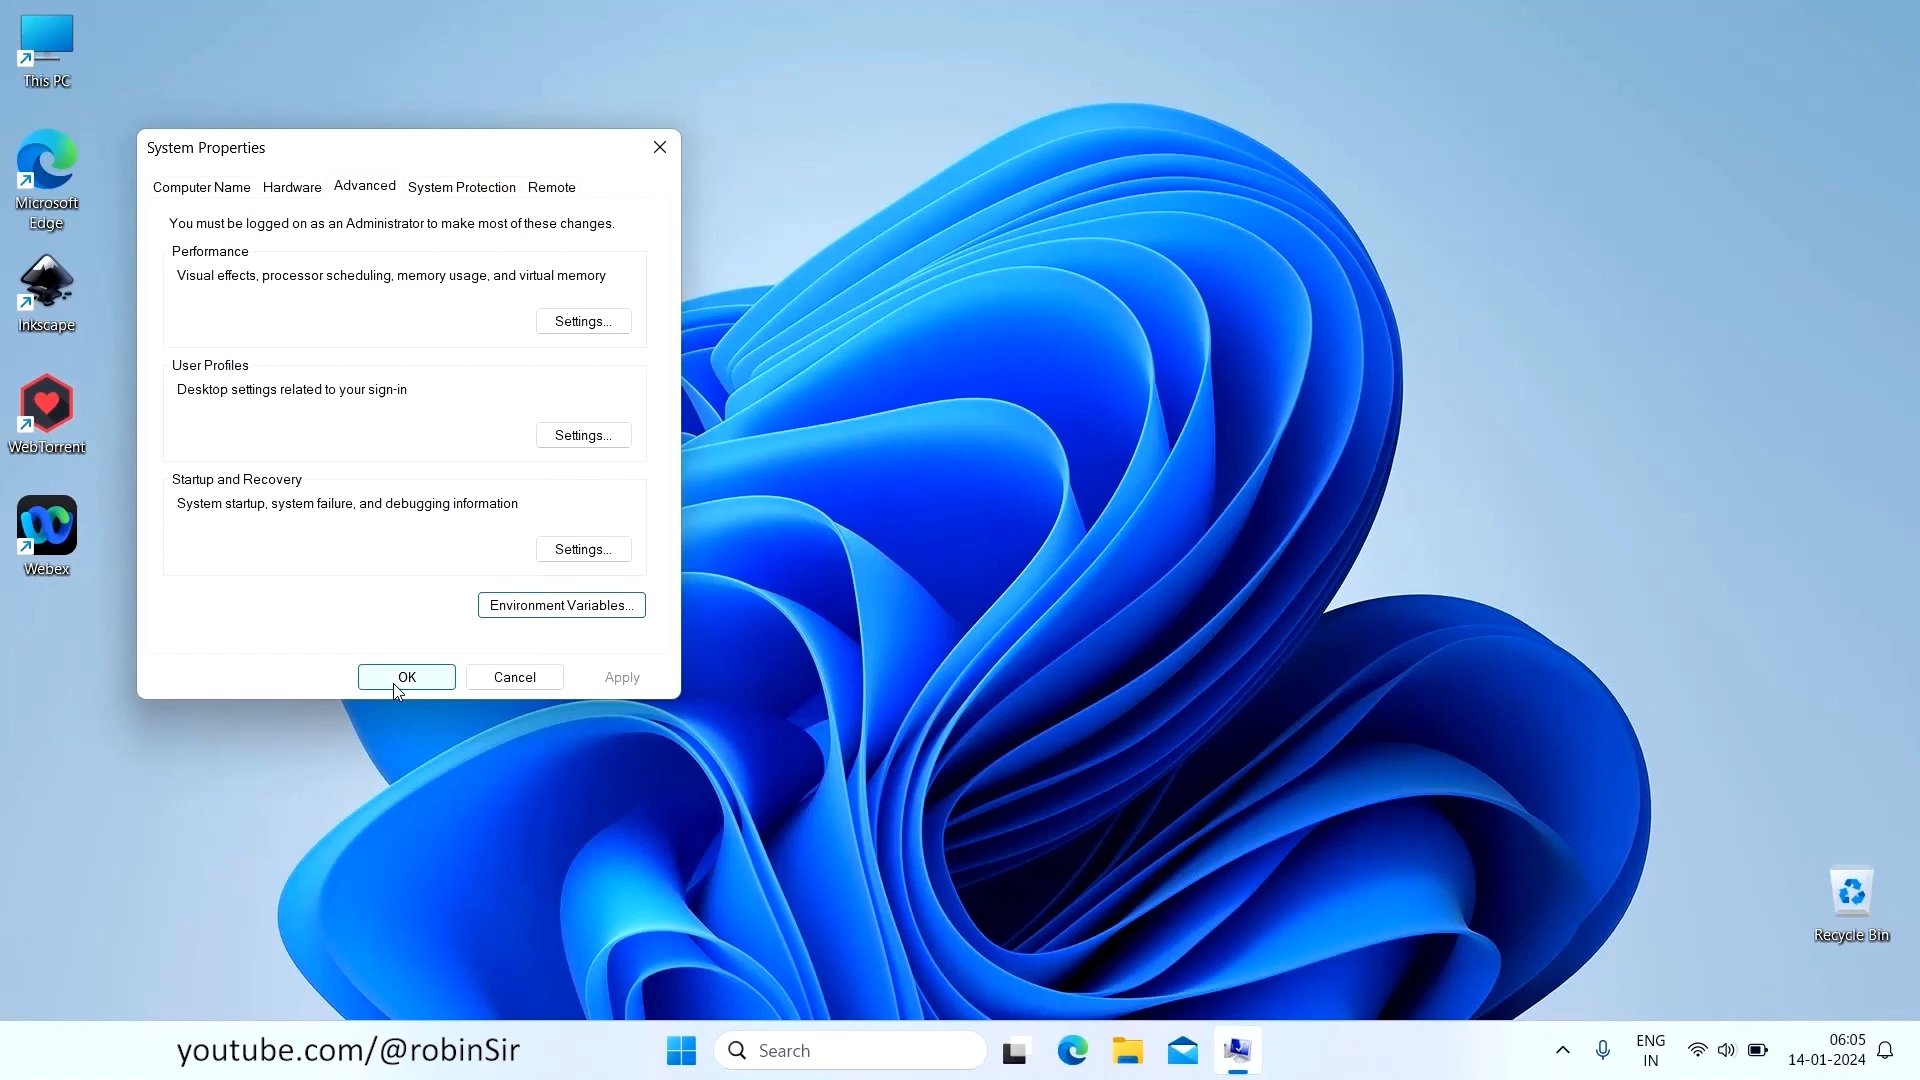 This PC
Microsoft
Edge
Inkscape
WebTorrent
Webex
System Properties
Computer Name Hardware Advanced System Protection Remote
You must be logged on as an Administrator to make most of these changes.
Performance
Visual effects, processor scheduling, memory usage, and virtual memory
Settings...
User Profiles
Desktop settings related to your sign-in
Settings...
Startup and Recovery
System startup, system failure, and debugging information
Settings...
Environment Variables...
OK Cancel Apply
Recycle Bin
youtube.com/@robinSir
Search
ENG
IN
06:05
14-01-2024